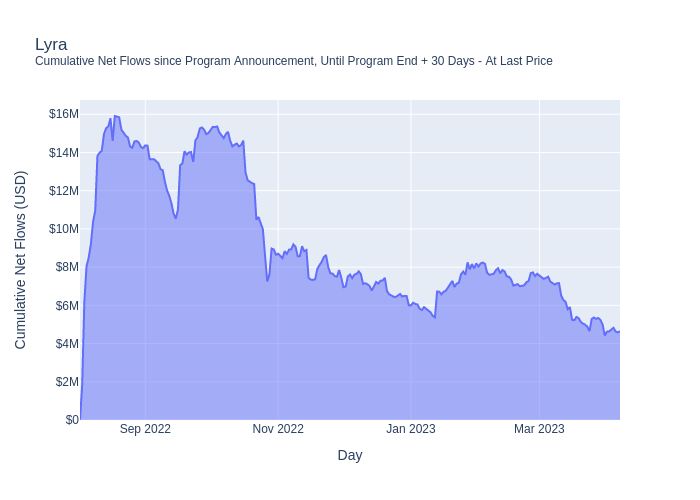 Lyra
Cumulative Net Flows since Program Announcement, Until Program End + 30 Days - At Last Price
$16M
$14M
$12M
$10M
$8M
$6M
$4M
$2M
$0
Cumulative Net Flows (USD)
Sep 2022
Nov 2022
Jan 2023
Mar 2023
Day